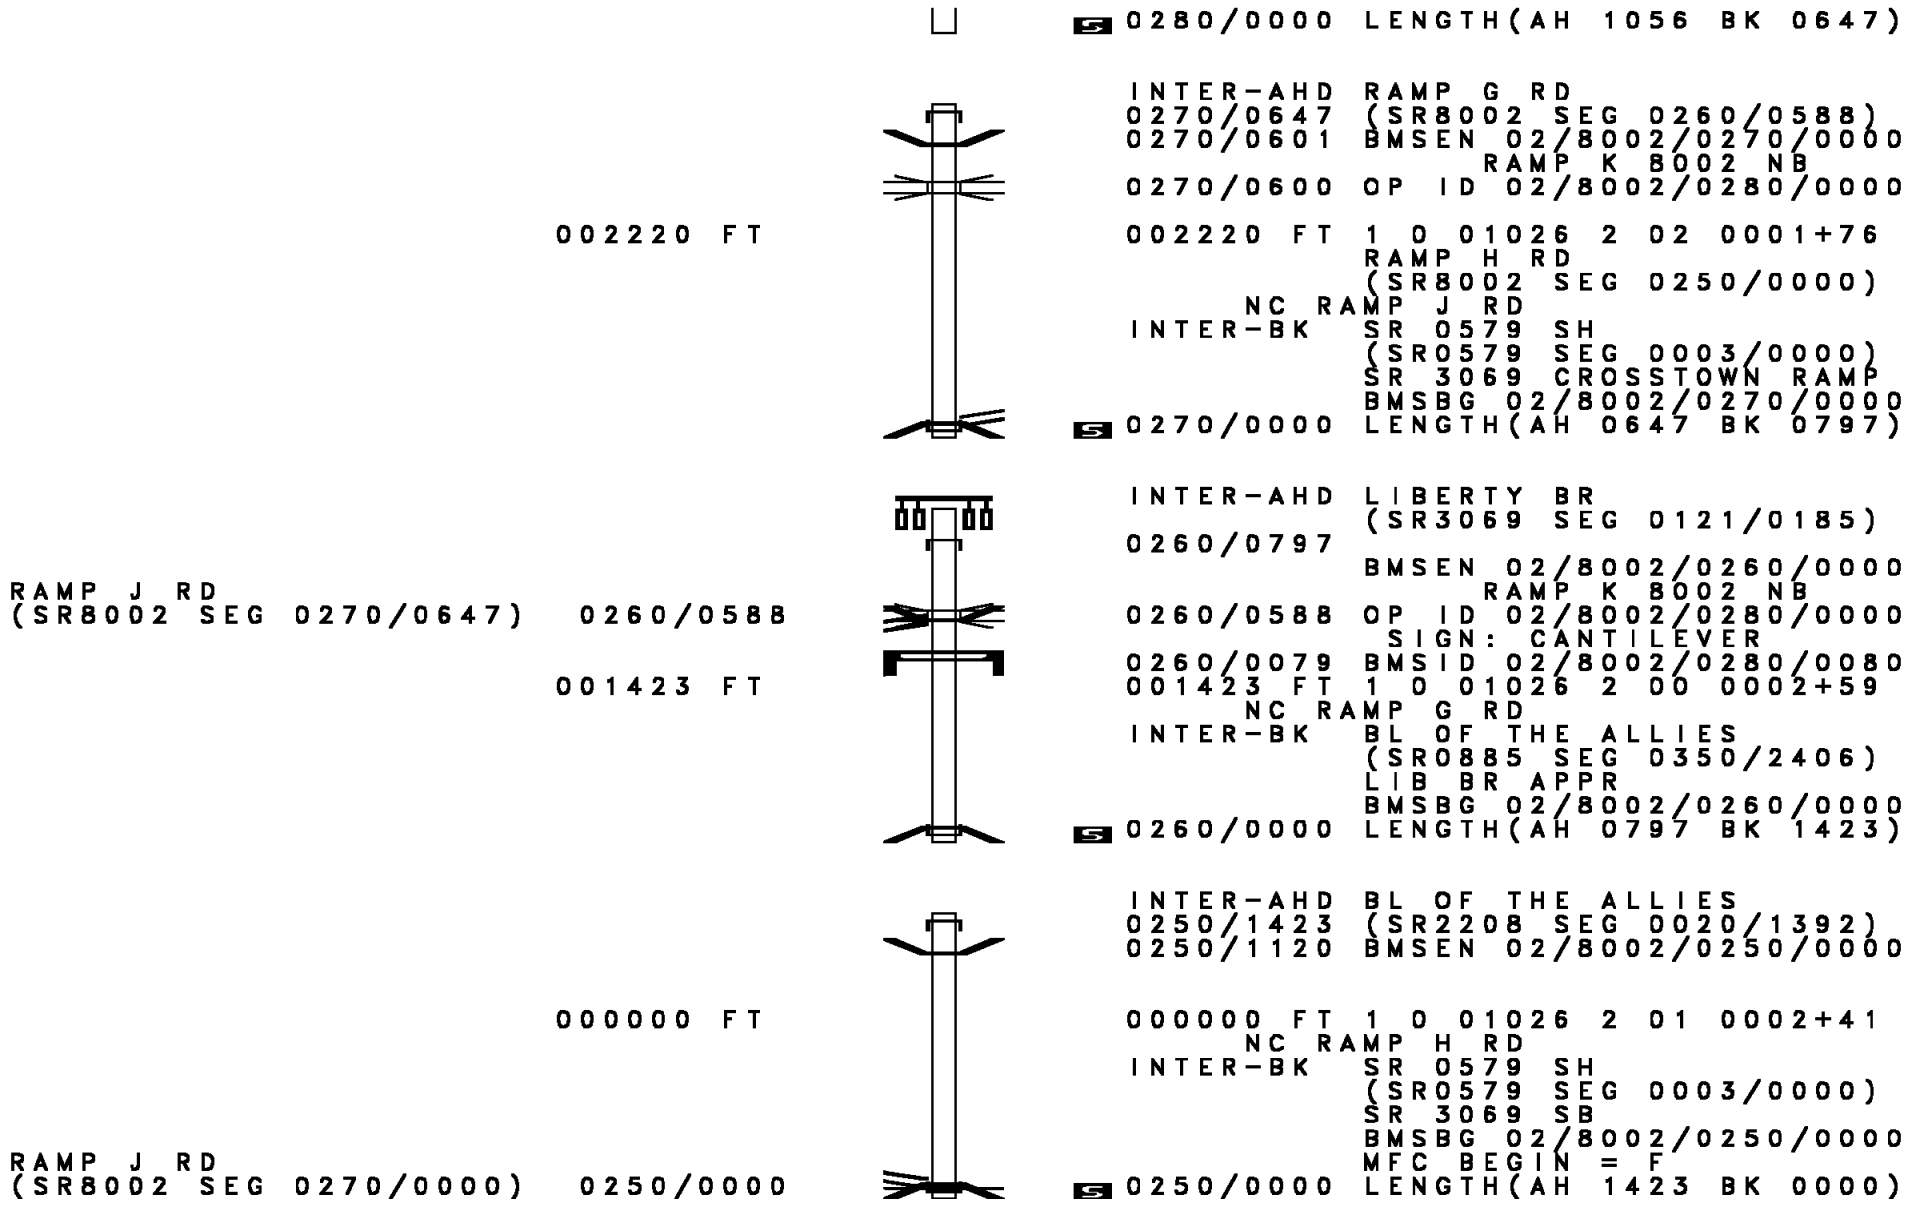 S 0280/0000 LENGTH(AH 1056 BK 0647)
INTER-AHD RAMP G RD
0270/0647 (SR8002 SEG 0260/0588)
0270/0601 BMSEN 02/8002/0270/0000
RAMP K 8002 NB
0270/0600 OP ID 02/8002/0280/0000
002220 FT 002220 FT 1 0 01026 2 02 0001+76
RAMP H RD
(SR8002 SEG 0250/0000)
NC RAMP J RD
INTER-BK SR 0579 SH
(SR0579 SEG 0003/0000)
SR 3069 CROSSTOWN RAMP
BMSBG 02/8002/0270/0000
S 0270/0000 LENGTH(AH 0647 BK 0797)
INTER-AHD LIBERTY BR
(SR3069 SEG 0121/0185)
0260/0797
BMSEN 02/8002/0260/0000
RAMP J RD RAMP K 8002 NB
(SR8002 SEG 0270/0647) 0260/0588 0260/0588 OP ID 02/8002/0280/0000
SIGN: CANTILEVER
0260/0079 BMSID 02/8002/0280/0080
001423 FT 001423 FT 1 0 01026 2 00 0002+59
NC RAMP G RD
INTER-BK BL OF THE ALLIES
(SR0885 SEG 0350/2406)
LIB BR APPR
BMSBG 02/8002/0260/0000
S 0260/0000 LENGTH(AH 0797 BK 1423)
INTER-AHD BL OF THE ALLIES
0250/1423 (SR2208 SEG 0020/1392)
0250/1120 BMSEN 02/8002/0250/0000
000000 FT 000000 FT 1 0 01026 2 01 0002+41
NC RAMP H RD
INTER-BK SR 0579 SH
(SR0579 SEG 0003/0000)
SR 3069 SB
BMSBG 02/8002/0250/0000
RAMP J RD MFC BEGIN = F
(SR8002 SEG 0270/0000) 0250/0000 S 0250/0000 LENGTH(AH 1423 BK 0000)